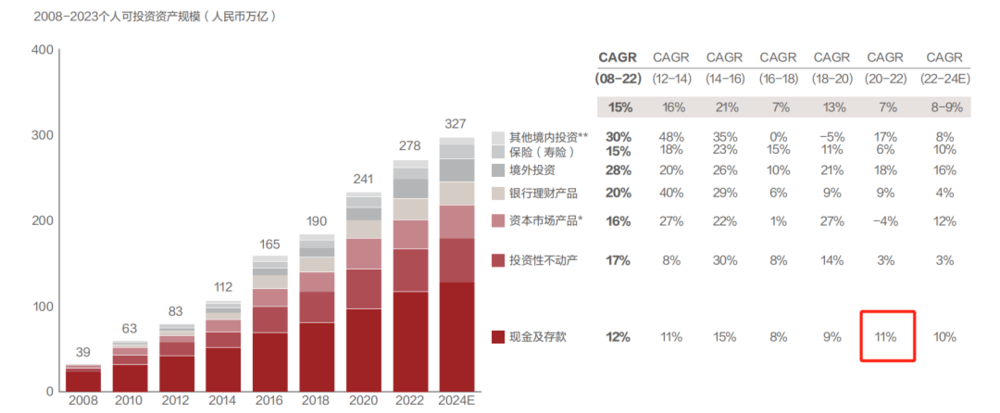 2008-2023个人可投资资产规模（人民币万亿）
400
300
200
100
0
39
63
83
112
165
190
241
278
327
2008
2010
2012
2014
2016
2018
2020
2022
2024E
CAGR CAGR CAGR CAGR CAGR CAGR CAGR
(08-22) (12-14) (14-16) (16-18) (18-20) (20-22) (22-24E)
15% 16% 21% 7% 13% 7% 8-9%
其他境内投资** 30% 48% 35% 0% -5% 17% 8%
保险（寿险） 15% 18% 23% 15% 11% 6% 10%
境外投资 28% 20% 26% 10% 21% 18% 16%
银行理财产品 20% 40% 29% 6% 9% 9% 4%
资本市场产品* 16% 27% 22% 1% 27% -4% 12%
投资性不动产 17% 8% 30% 8% 14% 3% 3%
现金及存款 12% 11% 15% 8% 9% 11% 10%